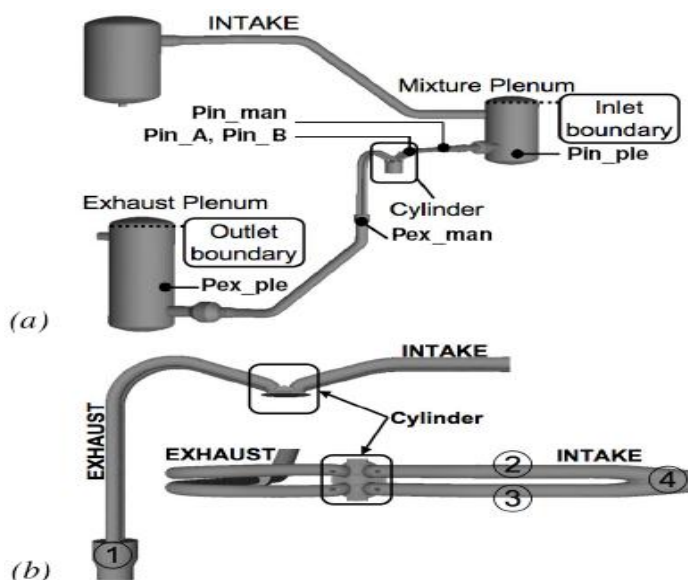 INTAKE
Mixture Plenum
Pin_man
Pin_A, Pin_B
Inlet
boundary
Pin_ple
Cylinder
Exhaust Plenum
Outlet
boundary
Pex_man
Pex_ple
(a)
INTAKE
EXHAUST
Cylinder
EXHAUST
INTAKE
2
4
3
1
(b)